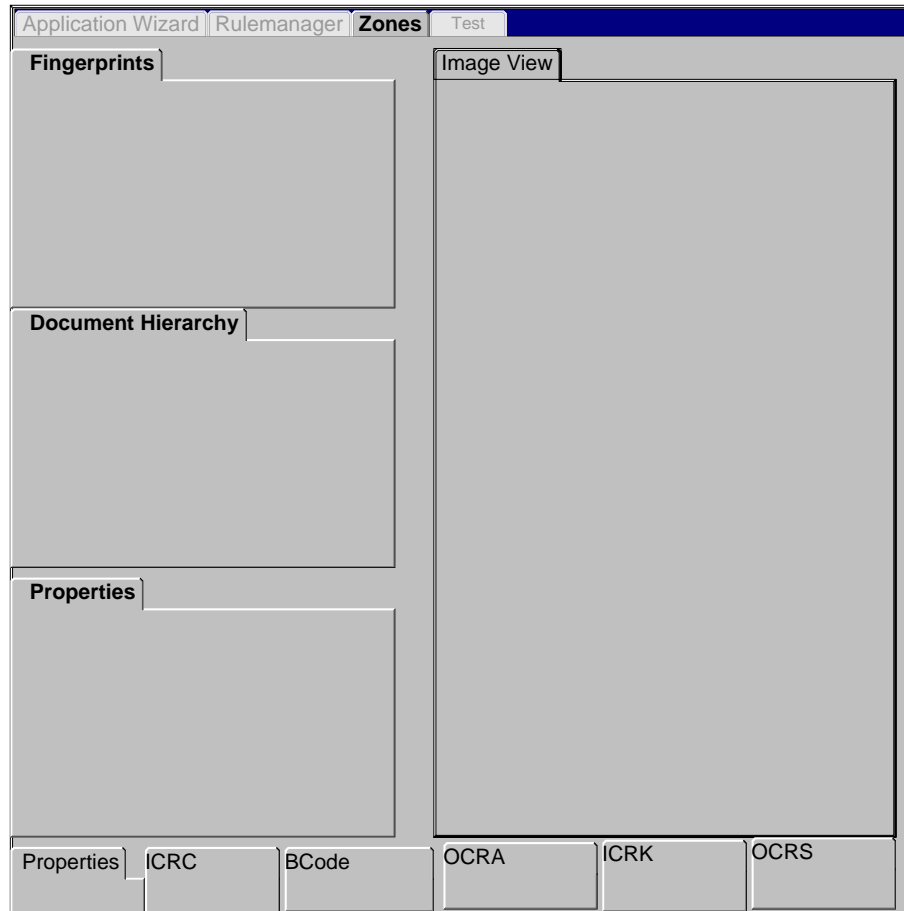 Application Wizard Rulemanager Zones Test
Fingerprints
Image View
Document Hierarchy
Properties
Properties ICRC BCode OCRA ICRK OCRS